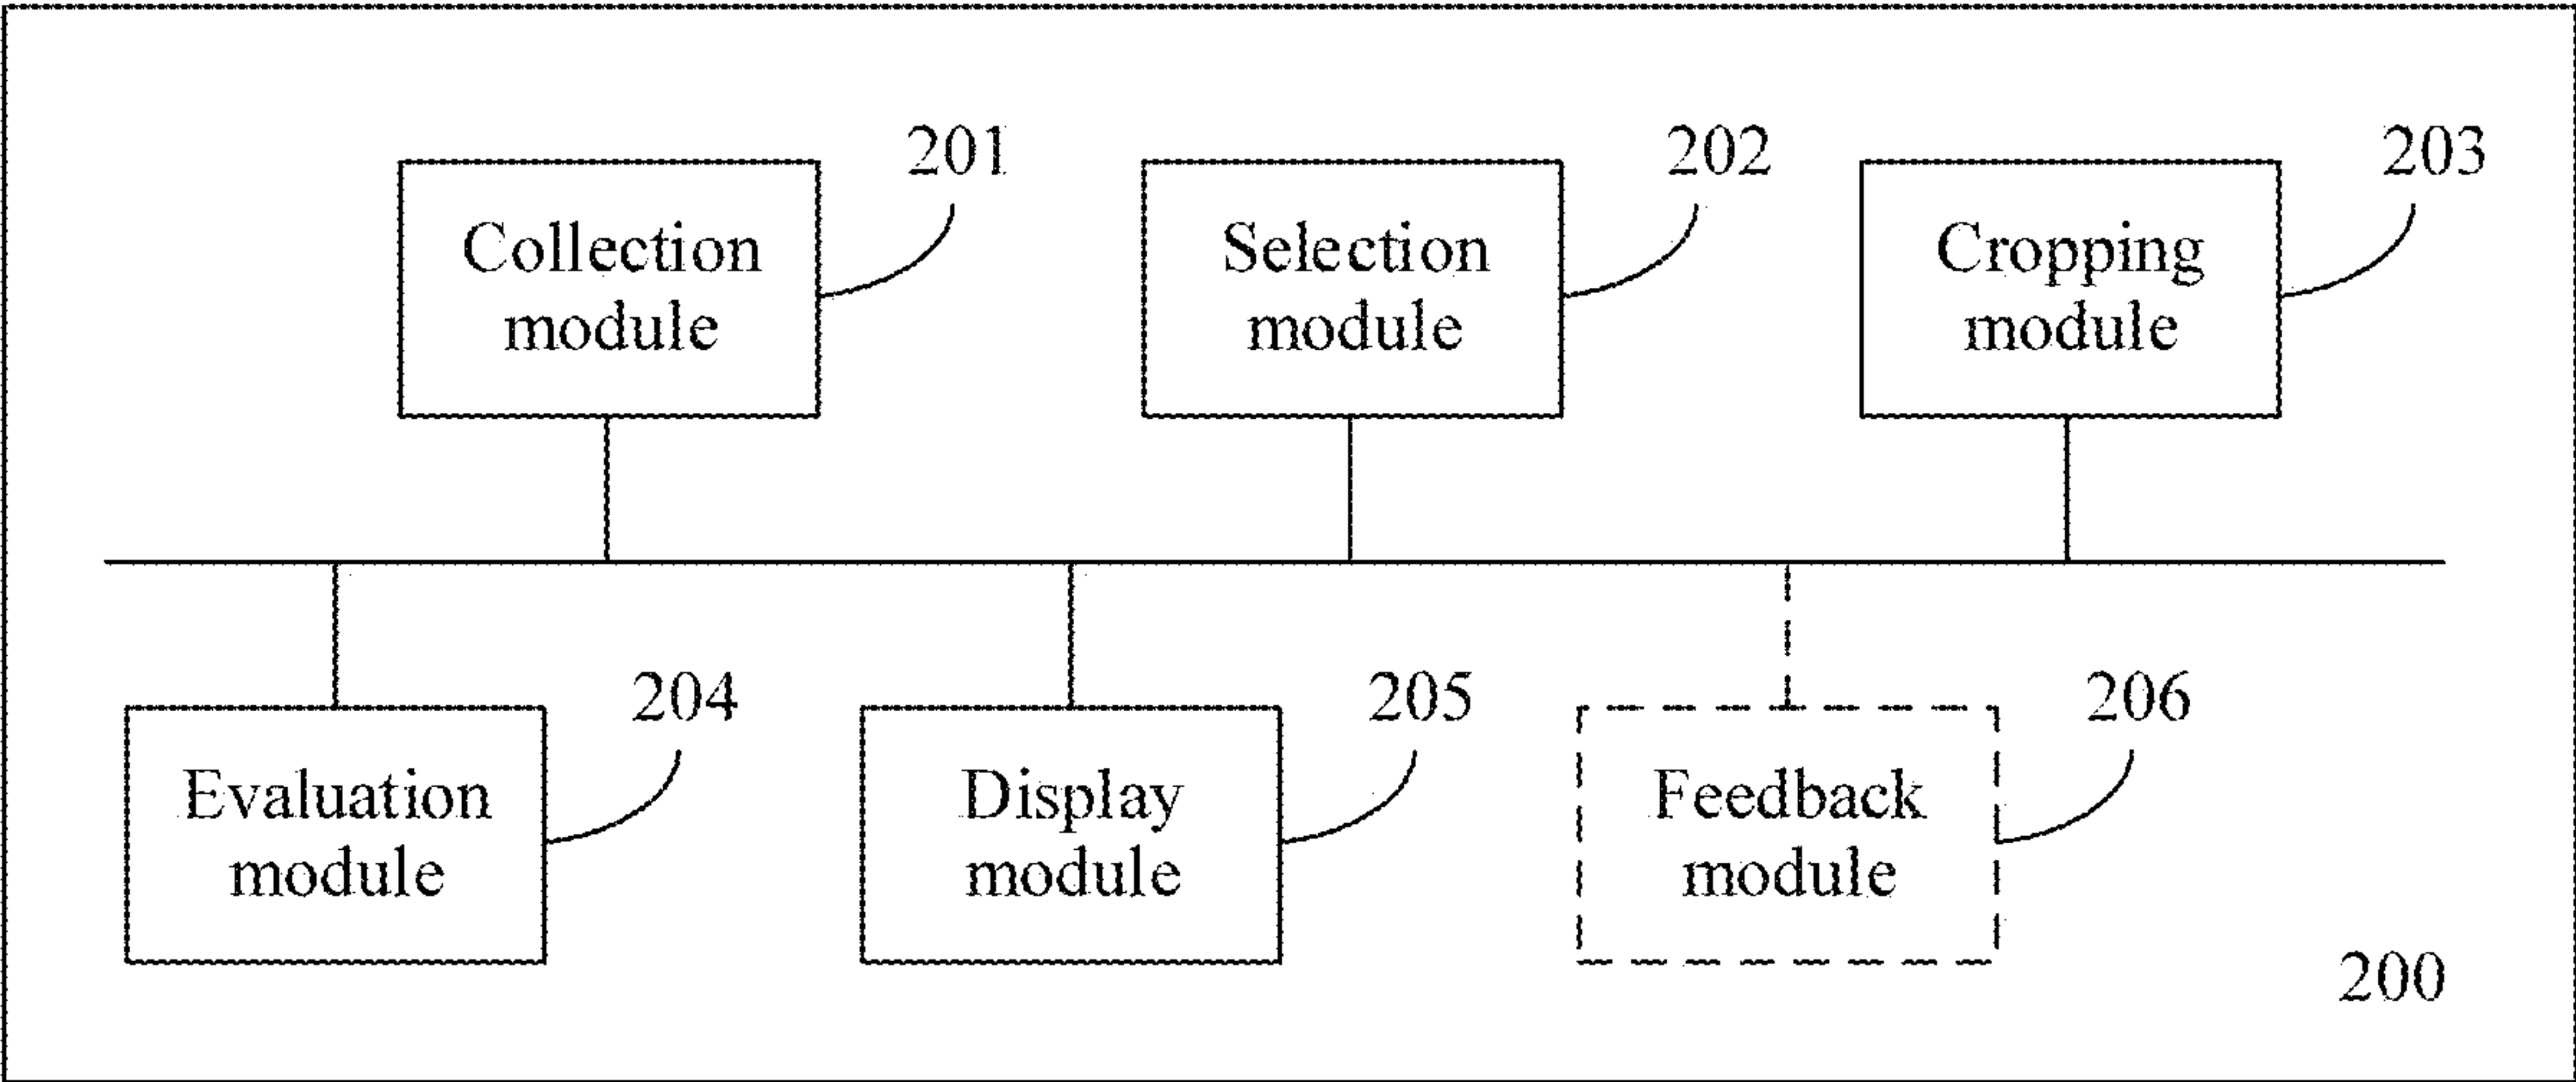 201
Collection
module
202
Selection
module
203
Cropping
module
204
Evaluation
module
205
Display
module
206
Feedback
module
200